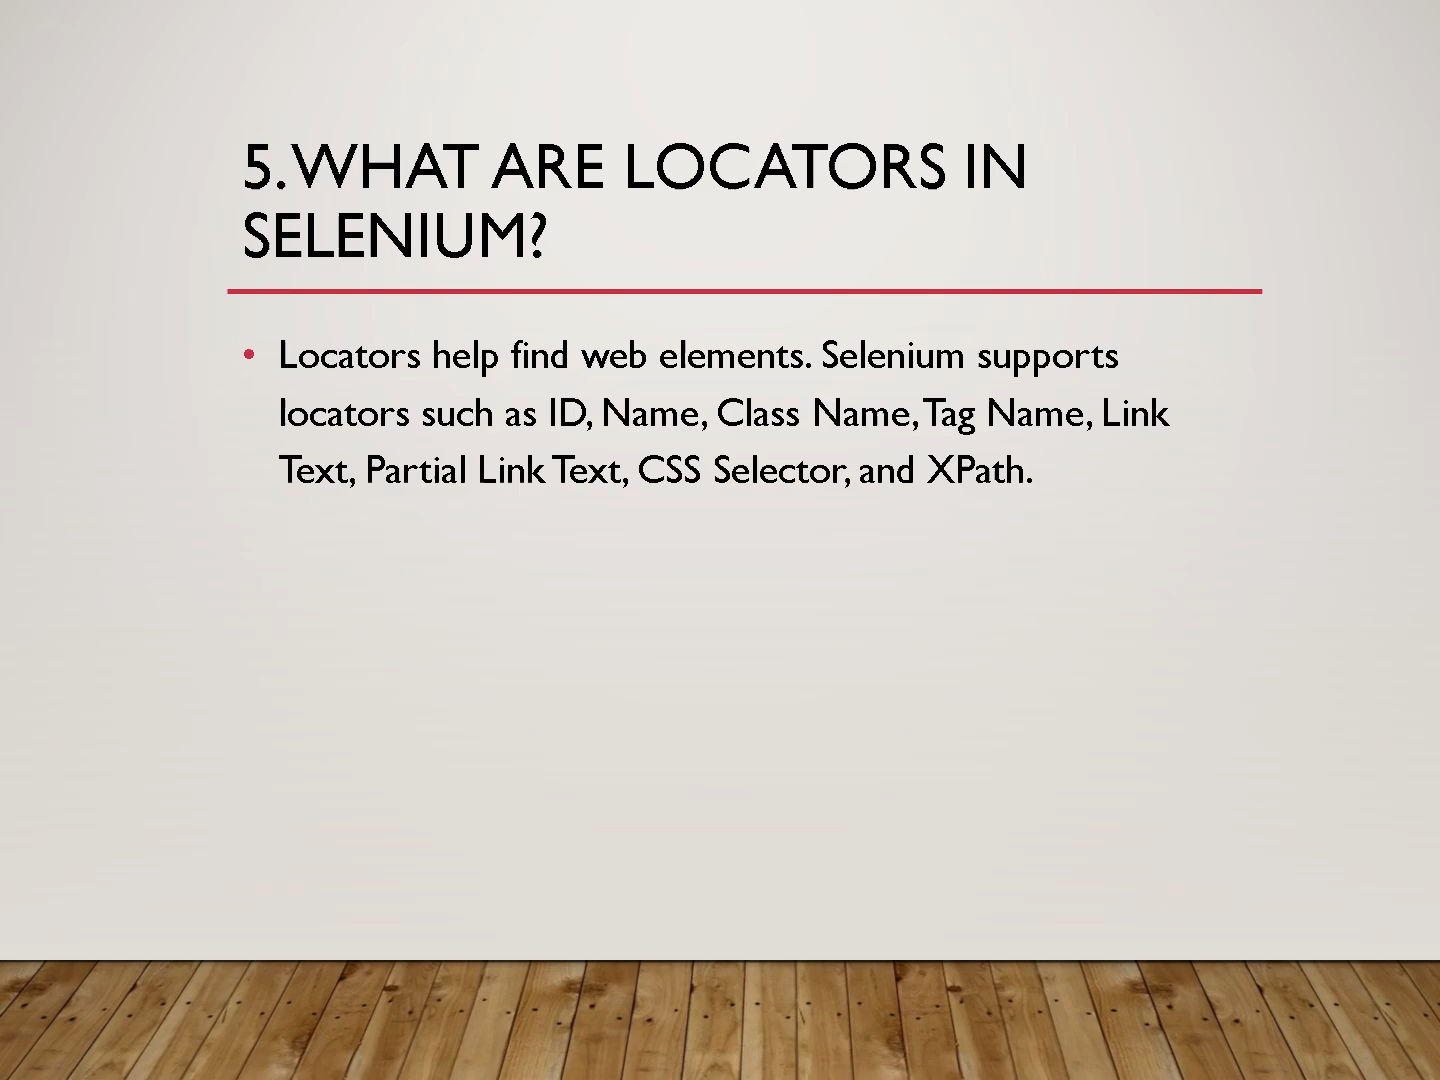 5. WHAT ARE LOCATORS IN
SELENIUM?
• Locators help find web elements. Selenium supports
locators such as ID, Name, Class Name, Tag Name, Link
Text, Partial Link Text, CSS Selector, and XPath.